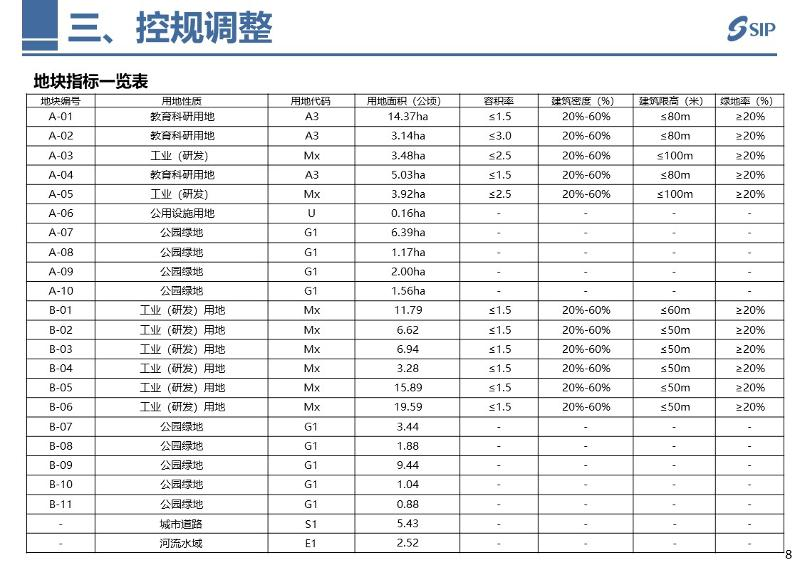 三、控规调整
SIP
地块指标一览表
地块编号 用地性质 用地代码 用地面积（公顷） 容积率 建筑密度（%） 建筑限高（米） 绿地率（%）
A-01 教育科研用地 A3 14.37ha ≤1.5 20%-60% ≤80m ≥20%
A-02 教育科研用地 A3 3.14ha ≤3.0 20%-60% ≤80m ≥20%
A-03 工业（研发） Mx 3.48ha ≤2.5 20%-60% ≤100m ≥20%
A-04 教育科研用地 A3 5.03ha ≤1.5 20%-60% ≤80m ≥20%
A-05 工业（研发） Mx 3.92ha ≤2.5 20%-60% ≤100m ≥20%
A-06 公用设施用地 U 0.16ha - - - -
A-07 公园绿地 G1 6.39ha - - - -
A-08 公园绿地 G1 1.17ha - - - -
A-09 公园绿地 G1 2.00ha - - - -
A-10 公园绿地 G1 1.56ha - - - -
B-01 工业（研发）用地 Mx 11.79 ≤1.5 20%-60% ≤60m ≥20%
B-02 工业（研发）用地 Mx 6.62 ≤1.5 20%-60% ≤50m ≥20%
B-03 工业（研发）用地 Mx 6.94 ≤1.5 20%-60% ≤50m ≥20%
B-04 工业（研发）用地 Mx 3.28 ≤1.5 20%-60% ≤50m ≥20%
B-05 工业（研发）用地 Mx 15.89 ≤1.5 20%-60% ≤50m ≥20%
B-06 工业（研发）用地 Mx 19.59 ≤1.5 20%-60% ≤50m ≥20%
B-07 公园绿地 G1 3.44 - - - -
B-08 公园绿地 G1 1.88 - - - -
B-09 公园绿地 G1 9.44 - - - -
B-10 公园绿地 G1 1.04 - - - -
B-11 公园绿地 G1 0.88 - - - -
- 城市道路 S1 5.43 - - - -
- 河流水域 E1 2.52 - - - -
8